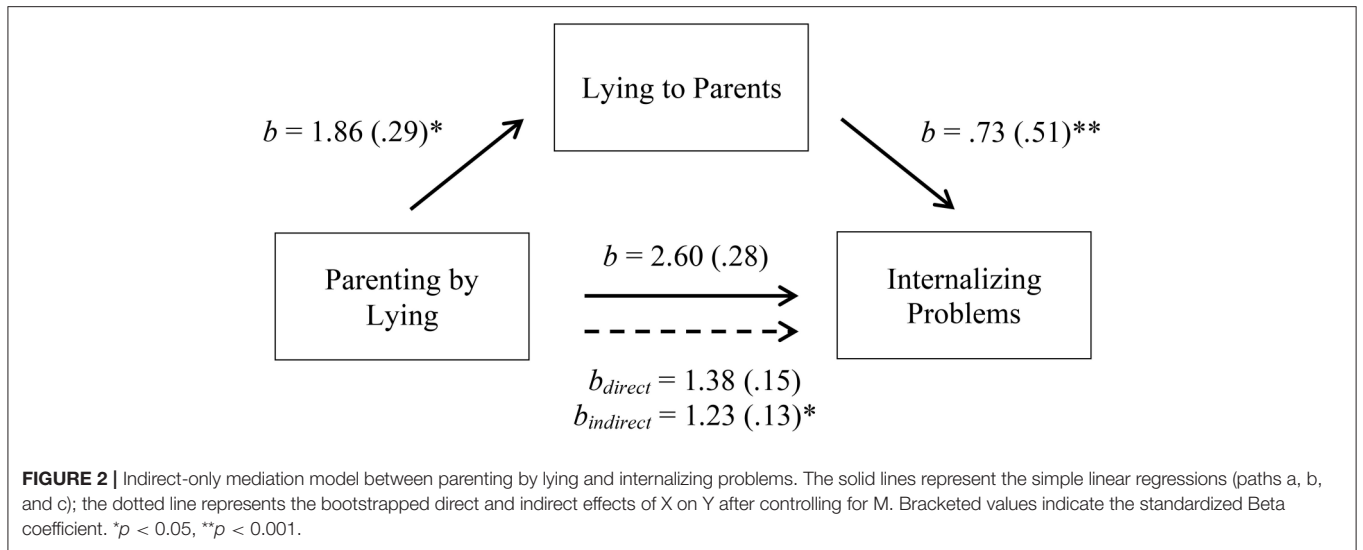 Lying to Parents
b = 1.86 (.29)*
b = .73 (.51)**
Parenting by
Lying
b = 2.60 (.28)
Internalizing
Problems
b_direct = 1.38 (.15)
b_indirect = 1.23 (.13)*
FIGURE 2 | Indirect-only mediation model between parenting by lying and internalizing problems. The solid lines represent the simple linear regressions (paths a, b,
and c); the dotted line represents the bootstrapped direct and indirect effects of X on Y after controlling for M. Bracketed values indicate the standardized Beta
coefficient. *p < 0.05, **p < 0.001.